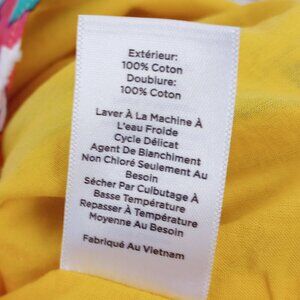 Extérieur:
100% Coton
Doublure:
100% Coton
Laver À La Machine À
L'eau Froide
Cycle Délicat
Agent De Blanchiment
Non Chloré Seulement Au
Besoin
Sécher Par Culbutage À
Basse Température
Repasser À Température
Moyenne Au Besoin
Fabriqué Au Vietnam